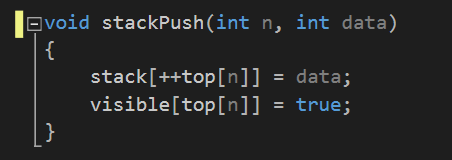 void stackPush(int n, int data)
{
    stack[++top[n]] = data;
    visible[top[n]] = true;
}